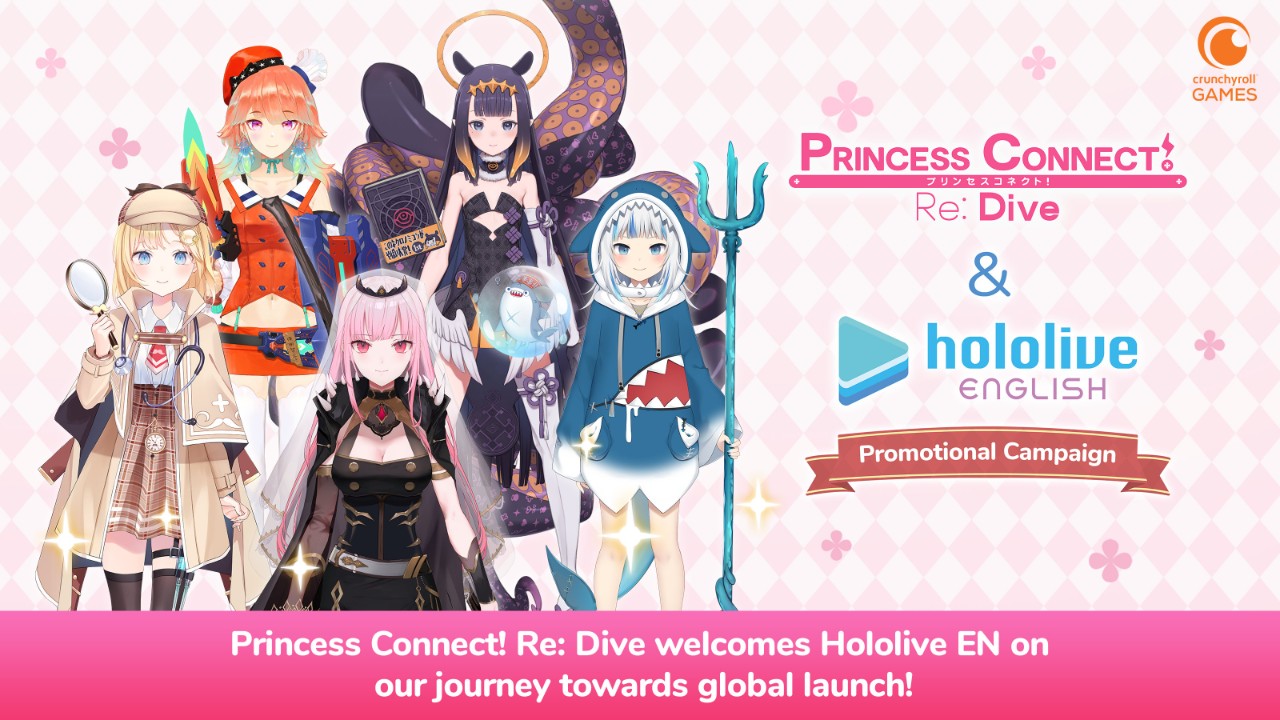 crunchyroll
GAMES
PRINCESS CONNECT!
プリンセスコネクト!
Re: Dive
&
hololive
ENGLISH
Promotional Campaign
Princess Connect! Re: Dive welcomes Hololive EN on
our journey towards global launch!